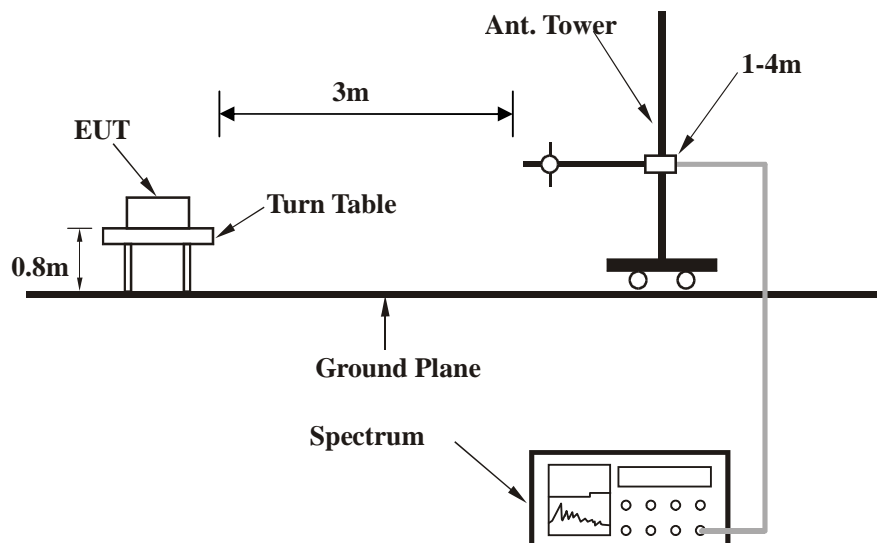 Ant. Tower
1-4m
3m
EUT
Turn Table
0.8m
Ground Plane
Spectrum